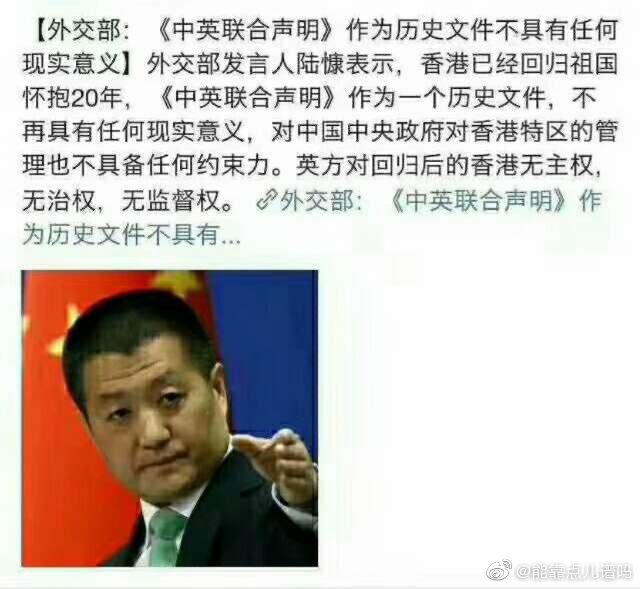 【外交部：《中英联合声明》作为历史文件不具有任何
现实意义】外交部发言人陆慷表示，香港已经回归祖国
怀抱20年，《中英联合声明》作为一个历史文件，不
再具有任何现实意义，对中国中央政府对香港特区的管
理也不具备任何约束力。英方对回归后的香港无主权，
无治权，无监督权。外交部：《中英联合声明》作
为历史文件不具有...
@能靠点儿谱吗